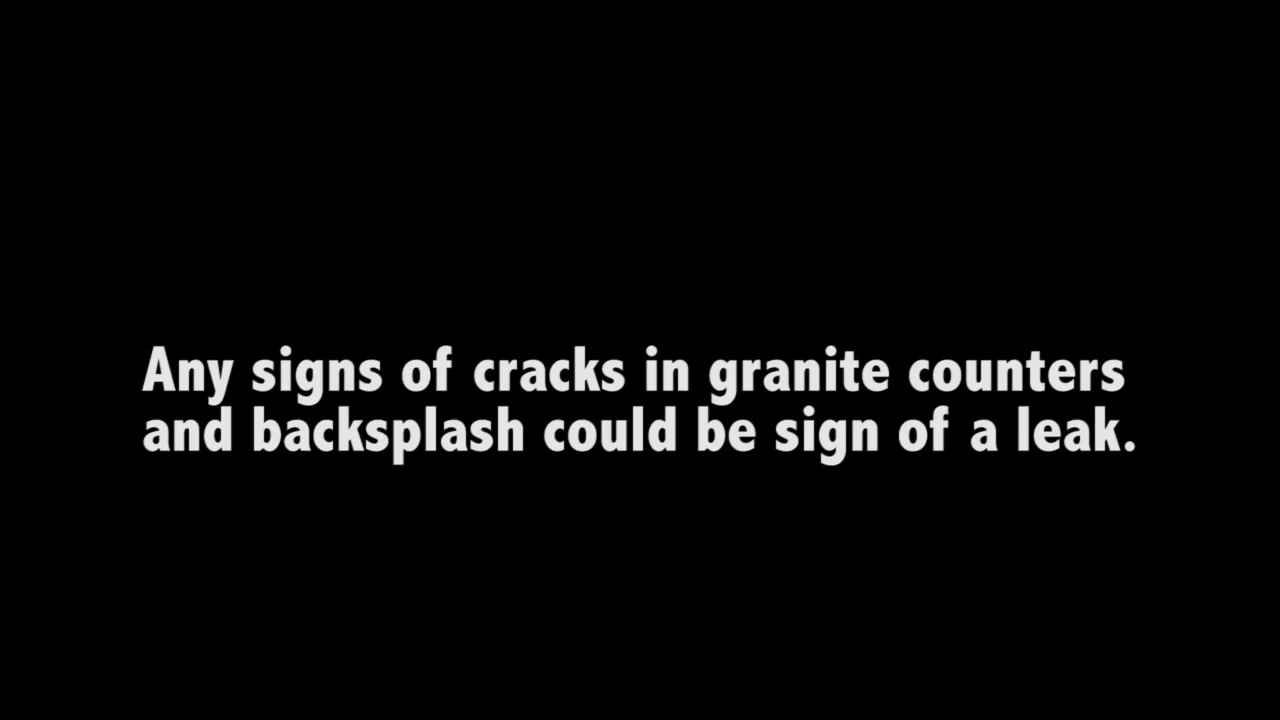 Any signs of cracks in granite counters
and backsplash could be sign of a leak.